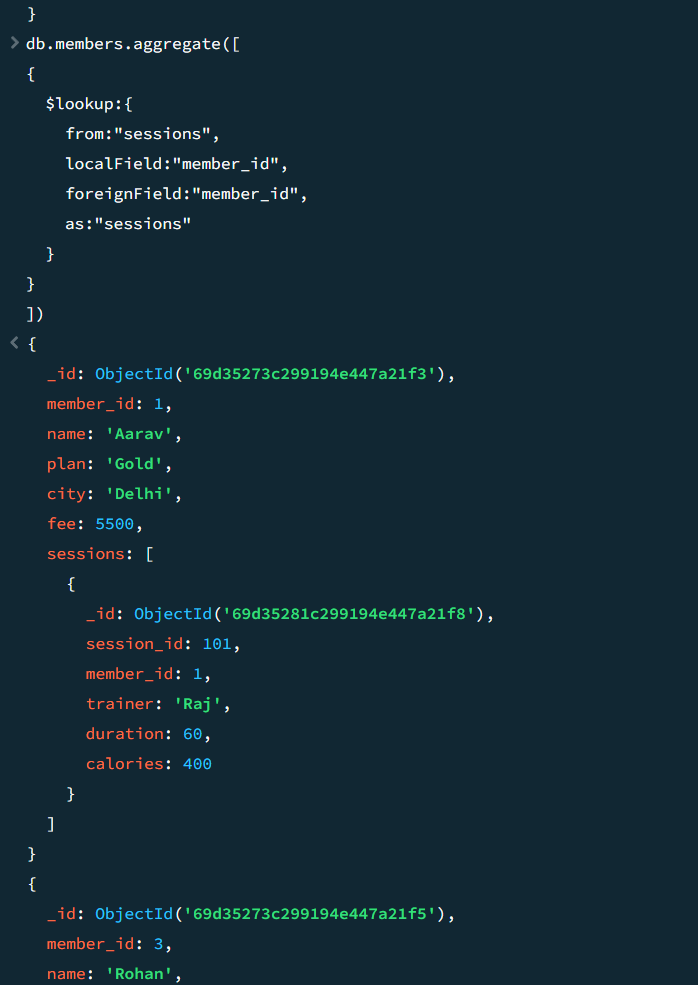 }
> db.members.aggregate([
{
  $lookup:{
    from:"sessions",
    localField:"member_id",
    foreignField:"member_id",
    as:"sessions"
  }
}
])
< {
  _id: ObjectId('69d35273c299194e447a21f3'),
  member_id: 1,
  name: 'Aarav',
  plan: 'Gold',
  city: 'Delhi',
  fee: 5500,
  sessions: [
    {
      _id: ObjectId('69d35281c299194e447a21f8'),
      session_id: 101,
      member_id: 1,
      trainer: 'Raj',
      duration: 60,
      calories: 400
    }
  ]
}
{
  _id: ObjectId('69d35273c299194e447a21f5'),
  member_id: 3,
  name: 'Rohan',